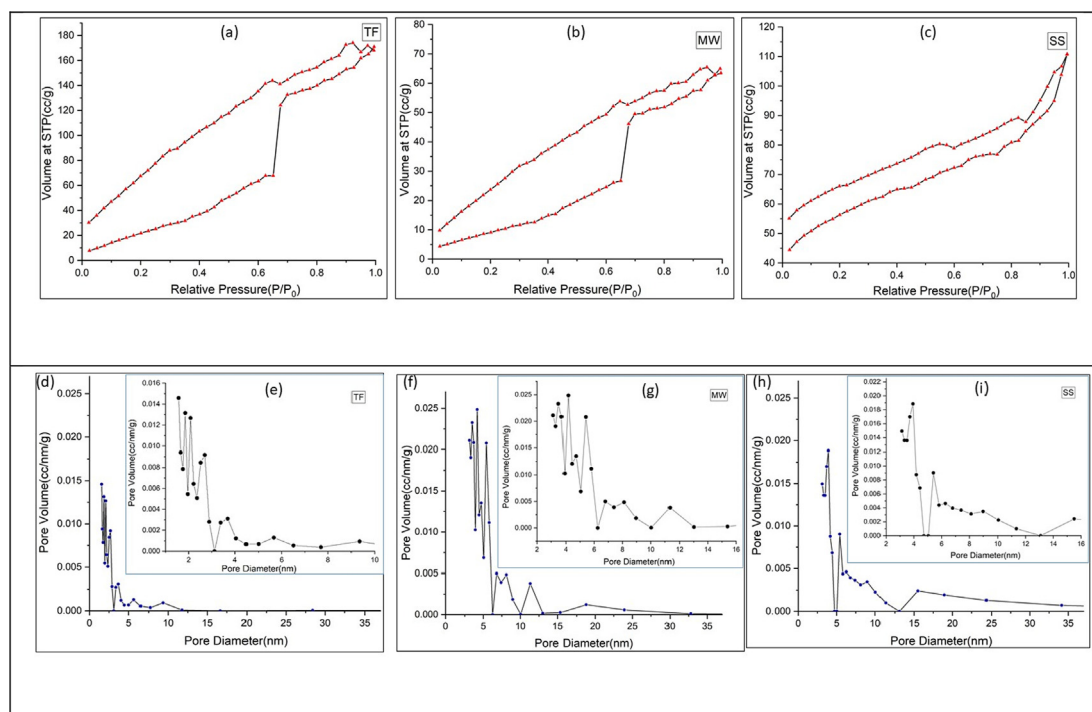 (a)
TF
Volume at STP(cc/g)
180
160
140
120
100
80
60
40
20
0
0.0 0.2 0.4 0.6 0.8 1.0
Relative Pressure(P/P0)
(b)
MW
Volume at STP(cc/g)
80
70
60
50
40
30
20
10
0
0.0 0.2 0.4 0.6 0.8 1.0
Relative Pressure(P/P0)
(c)
SS
Volume at STP(cc/g)
120
110
100
90
80
70
60
50
40
0.0 0.2 0.4 0.6 0.8 1.0
Relative Pressure(P/P0)
(d)
Pore Volume(cc/nm/g)
0.025
0.020
0.015
0.010
0.005
0.000
0 5 10 15 20 25 30 35
Pore Diameter(nm)
(e)
TF
Pore Volume(cc/nm/g)
0.016
0.014
0.012
0.010
0.008
0.006
0.004
0.002
0.000
2 4 6 8 10
Pore Diameter(nm)
(f)
Pore Volume(cc/nm/g)
0.025
0.020
0.015
0.010
0.005
0.000
0 5 10 15 20 25 30 35
Pore Diameter(nm)
(g)
MW
Pore Volume(cc/nm/g)
0.025
0.020
0.015
0.010
0.005
0.000
2 4 6 8 10 12 14 16
Pore Diameter(nm)
(h)
Pore Volume(cc/nm/g)
0.025
0.020
0.015
0.010
0.005
0.000
0 5 10 15 20 25 30 35
Pore Diameter(nm)
(i)
SS
Pore Volume(cc/nm/g)
0.022
0.020
0.018
0.016
0.014
0.012
0.010
0.008
0.006
0.004
0.002
0.000
2 4 6 8 10 12 14 16
Pore Diameter(nm)